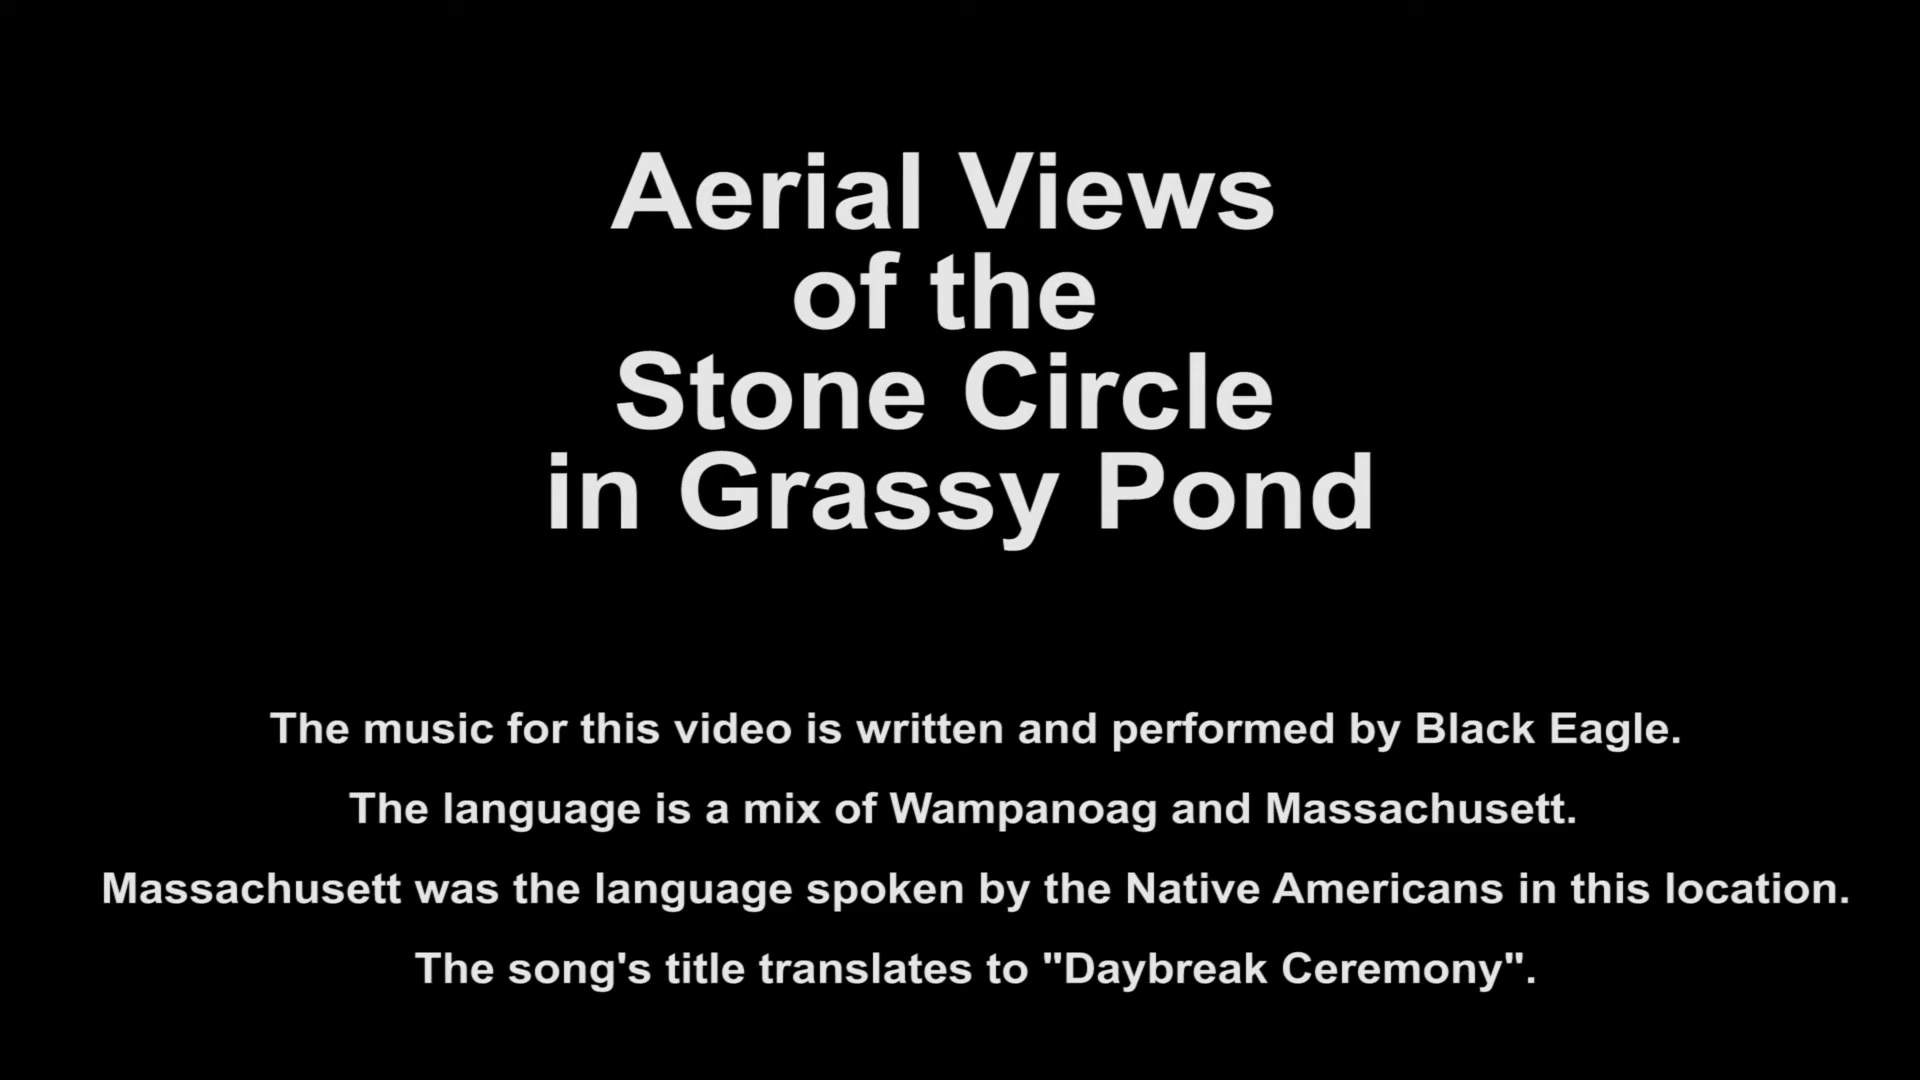 Aerial Views
of the
Stone Circle
in Grassy Pond
The music for this video is written and performed by Black Eagle.
The language is a mix of Wampanoag and Massachusett.
Massachusett was the language spoken by the Native Americans in this location.
The song's title translates to "Daybreak Ceremony".